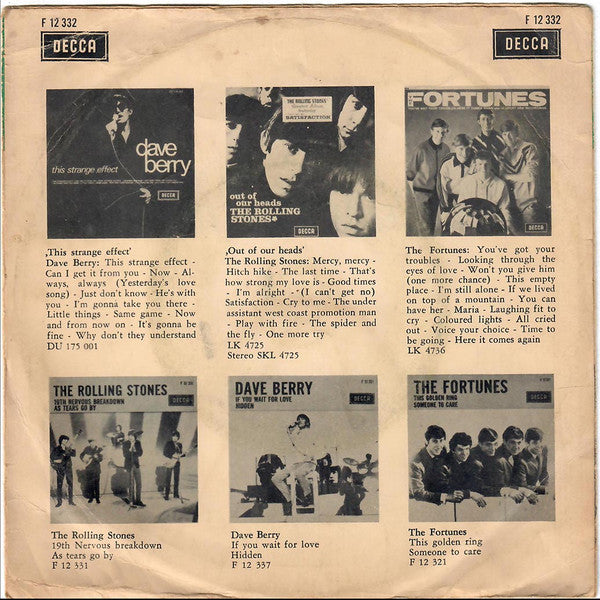 F 12 332
F 12 332
DECCA
DECCA
dave
berry
this strange effect
DECCA
THE ROLLING STONES
SATISFACTION
out of
our heads
THE ROLLING
STONES*
DECCA
THE
FORTUNES
DECCA
‚This strange effect’
Dave Berry: This strange effect -
Can I get it from you - Now - Al-
ways, always (Yesterday's love
song) - Just don't know - He's with
you - I'm gonna take you there -
Little things - Same game - Now
and from now on - It's gonna be
fine - Why don't they understand
DU 175 001
‚Out of our heads’
The Rolling Stones: Mercy, mercy -
Hitch hike - The last time - That's
how strong my love is - Good times
- I'm alright - “(I can't get no)
Satisfaction - Cry to me - The under
assistant west coast promotion man
- Play with fire - The spider and
the fly - One more try
LK 4725
Stereo SKL 4725
The Fortunes: You've got your
troubles - Looking through the
eyes of love - Won't you give him
(one more chance) - This empty
place - I'm still alone - If we lived
on top of a mountain - You can
have her - Maria - Laughing fit to
cry - Coloured lights - All cried
out - Voice your choice - Time to
be going - Here it comes again
LK 4736
F 12 331
THE ROLLING STONES
19TH NERVOUS BREAKDOWN
AS TEARS GO BY
DECCA
DAVE BERRY
IF YOU WAIT FOR LOVE
HIDDEN
DECCA
F 12 321
THE FORTUNES
THIS GOLDEN RING
SOMEONE TO CARE
DECCA
The Rolling Stones
19th Nervous breakdown
As tears go by
F 12 331
Dave Berry
If you wait for love
Hidden
F 12 337
The Fortunes
This golden ring
Someone to care
F 12 321